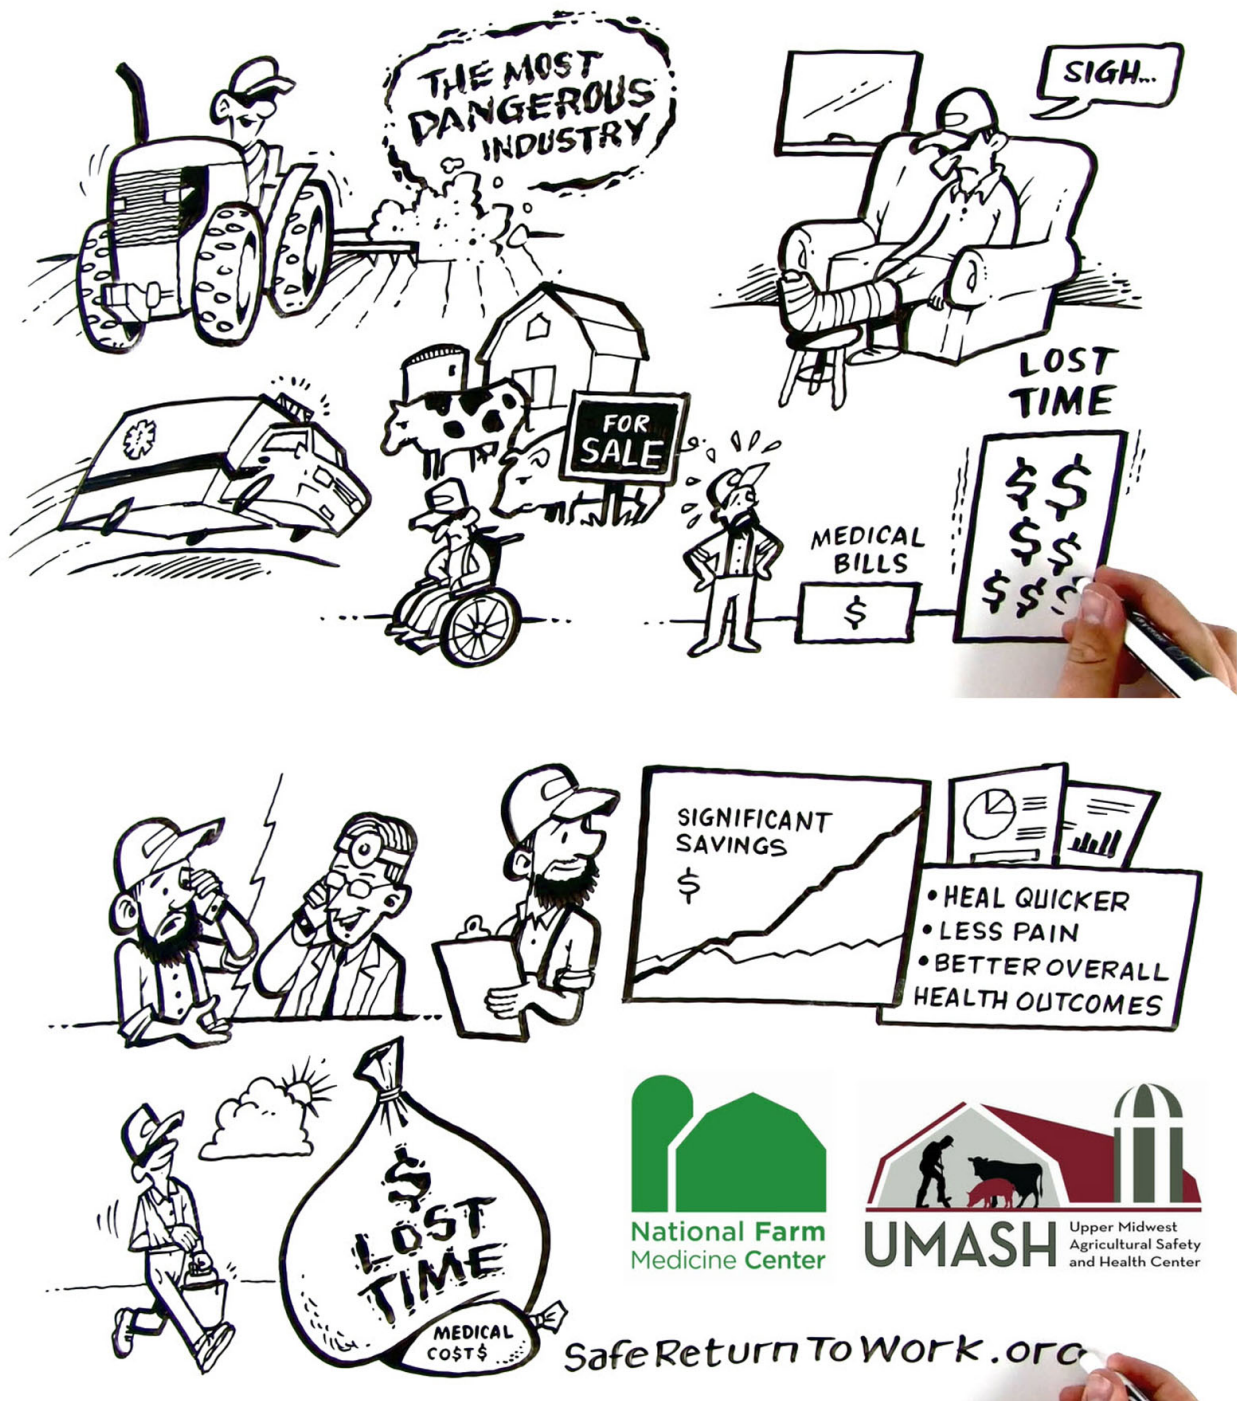 THE MOST
DANGEROUS
INDUSTRY
SIGH...
FOR
SALE
LOST
TIME
$ $
$ $
$ $ $
MEDICAL
BILLS
$
SIGNIFICANT
SAVINGS
$
• HEAL QUICKER
• LESS PAIN
• BETTER OVERALL
HEALTH OUTCOMES
$
LOST
TIME
MEDICAL
CO$T$
National Farm
Medicine Center
UMASH
Upper Midwest
Agricultural Safety
and Health Center
SafeReturnToWork.orc